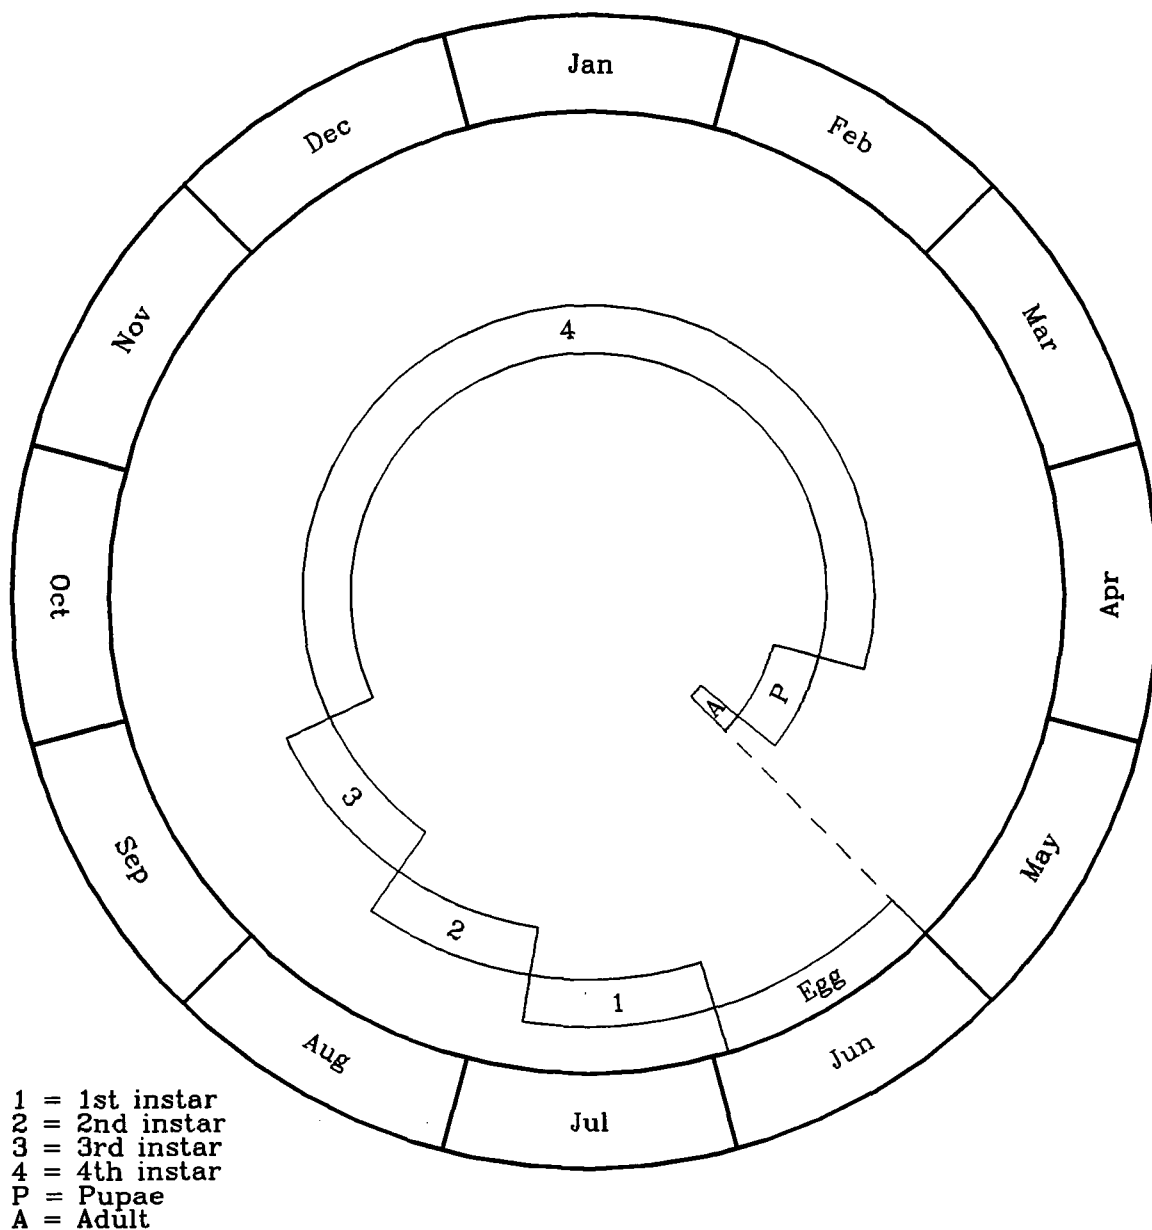 Jan
Feb
Mar
Apr
May
Jun
Jul
Aug
Sep
Oct
Nov
Dec
4
P
A
3
2
1
Egg
1 = 1st instar
2 = 2nd instar
3 = 3rd instar
4 = 4th instar
P = Pupae
A = Adult